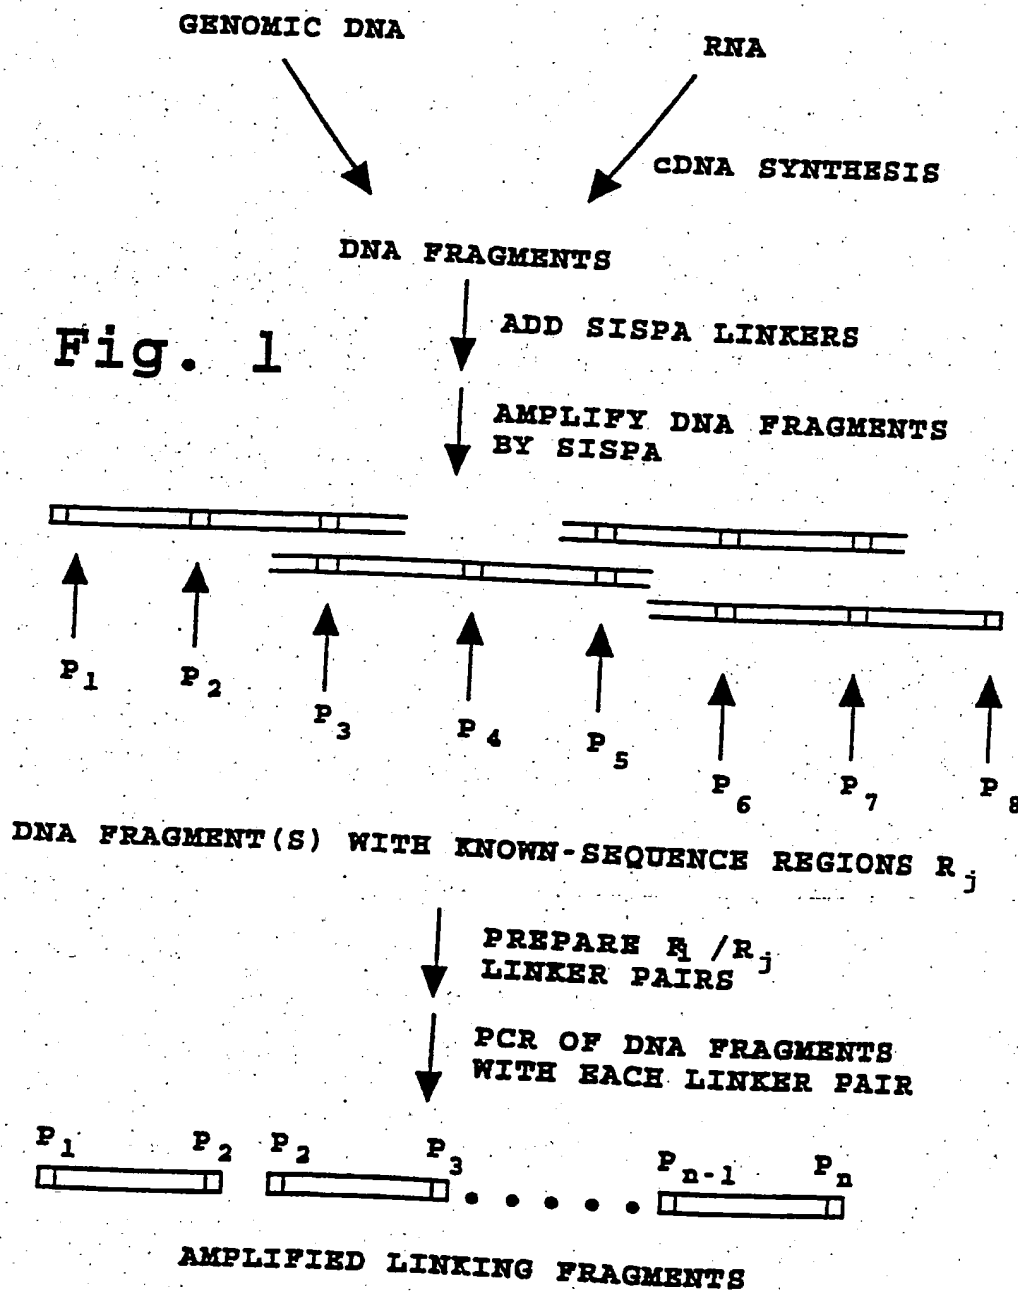 GENOMIC DNA
RNA
cDNA SYNTHESIS
DNA FRAGMENTS
ADD SISPA LINKERS
Fig. 1
AMPLIFY DNA FRAGMENTS
BY SISPA
P1 P2 P3 P4 P5 P6 P7 P8
DNA FRAGMENT(S) WITH KNOWN-SEQUENCE REGIONS Rj
PREPARE /Rj
LINKER PAIRS
PCR OF DNA FRAGMENTS
WITH EACH LINKER PAIR
P1 P2 P2 P3 Pn-1 Pn
AMPLIFIED LINKING FRAGMENTS